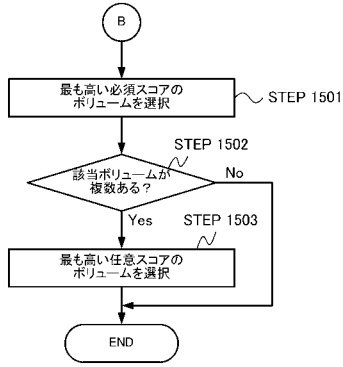 B
最も高い必須スコアの
ボリュームを選択
STEP 1501
STEP 1502
該当ボリュームが
複数ある？
No
Yes
STEP 1503
最も高い任意スコアの
ボリュームを選択
END